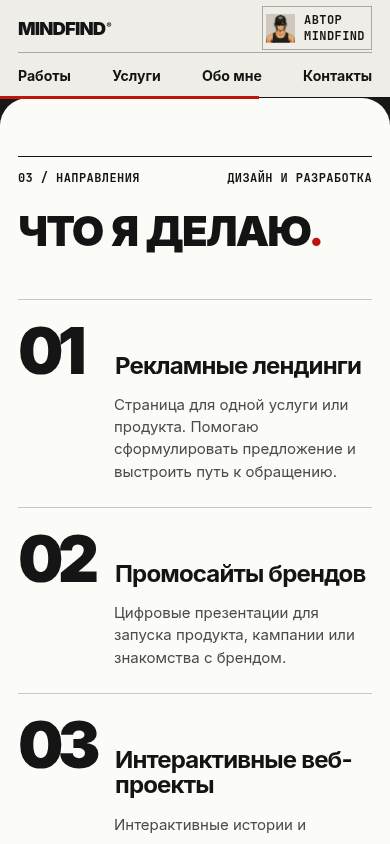 MINDFIND®
АВТОР
MINDFIND
Работы Услуги Обо мне Контакты
03 / НАПРАВЛЕНИЯ ДИЗАЙН И РАЗРАБОТКА
ЧТО Я ДЕЛАЮ.
01 Рекламные лендинги
Страница для одной услуги или
продукта. Помогаю
сформулировать предложение и
выстроить путь к обращению.
02 Промосайты брендов
Цифровые презентации для
запуска продукта, кампании или
знакомства с брендом.
03 Интерактивные веб-
проекты
Интерактивные истории и